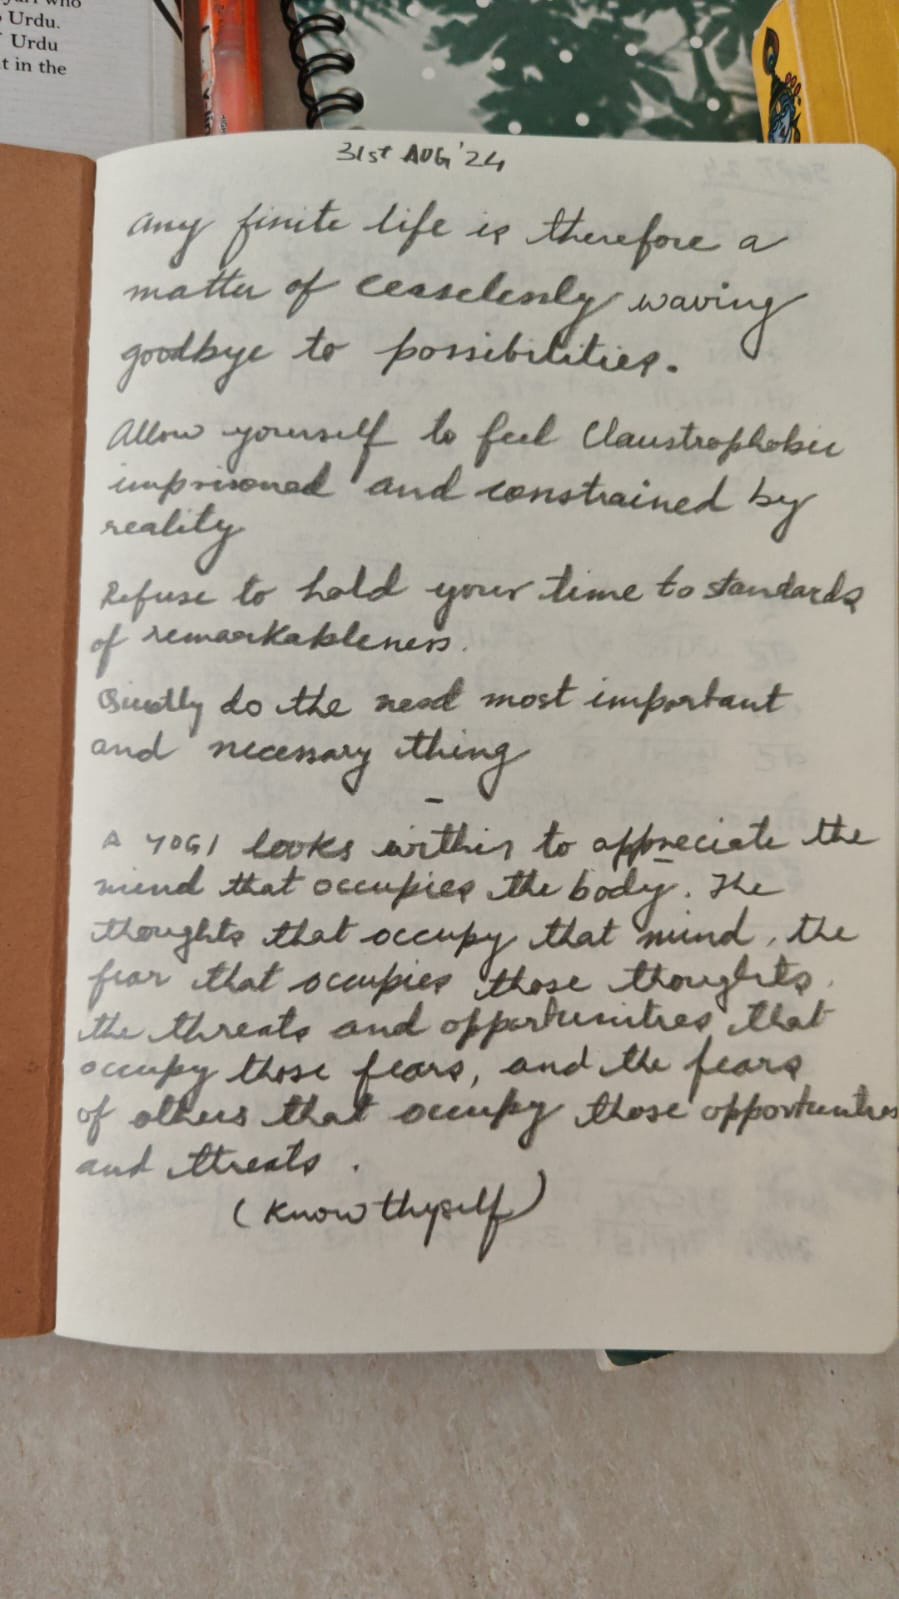 Urdu.
Urdu
t in the
31st AUG '24
Any finite life is therefore a
matter of ceaselessly waving
goodbye to possibilities.
Allow yourself to feel Claustrophobic
imprisoned and constrained by
reality
Refuse to hold your time to standards
of remarkableness.
Quietly do the next most important
and necessary thing
-
A YOGI looks within to appreciate the
mind that occupies the body. The
thoughts that occupy that mind, the
fear that occupies those thoughts,
the threats and opportunities that
occupy those fears, and the fears
of others that occupy those opportunities
and threats.
(Know thyself)